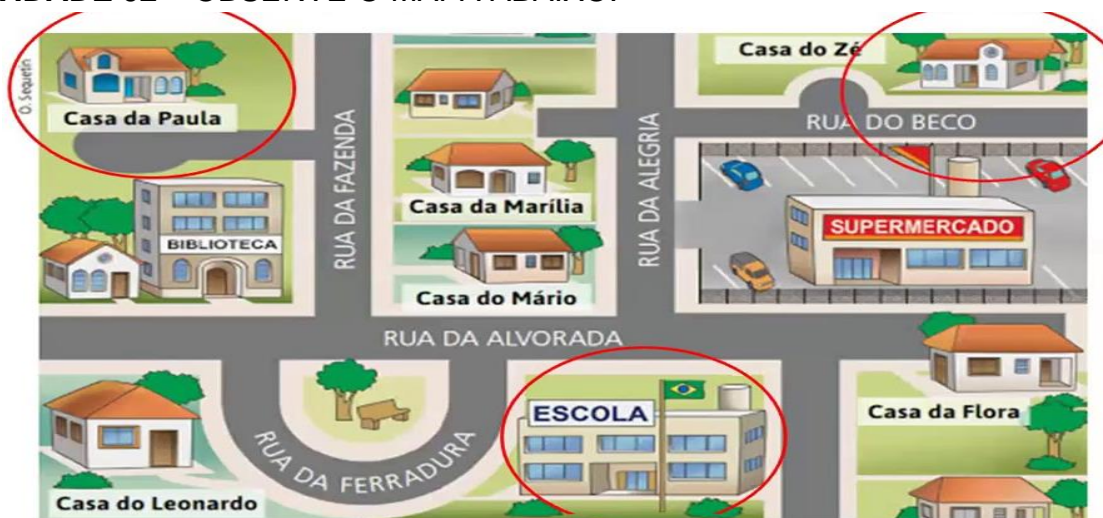 O. Sequetin
Casa da Paula
Casa do Zé
RUA DO BECO
RUA DA FAZENDA
RUA DA ALEGRIA
Casa da Marília
BIBLIOTECA
SUPERMERCADO
Casa do Mário
RUA DA ALVORADA
ESCOLA
Casa da Flora
RUA DA FERRADURA
Casa do Leonardo